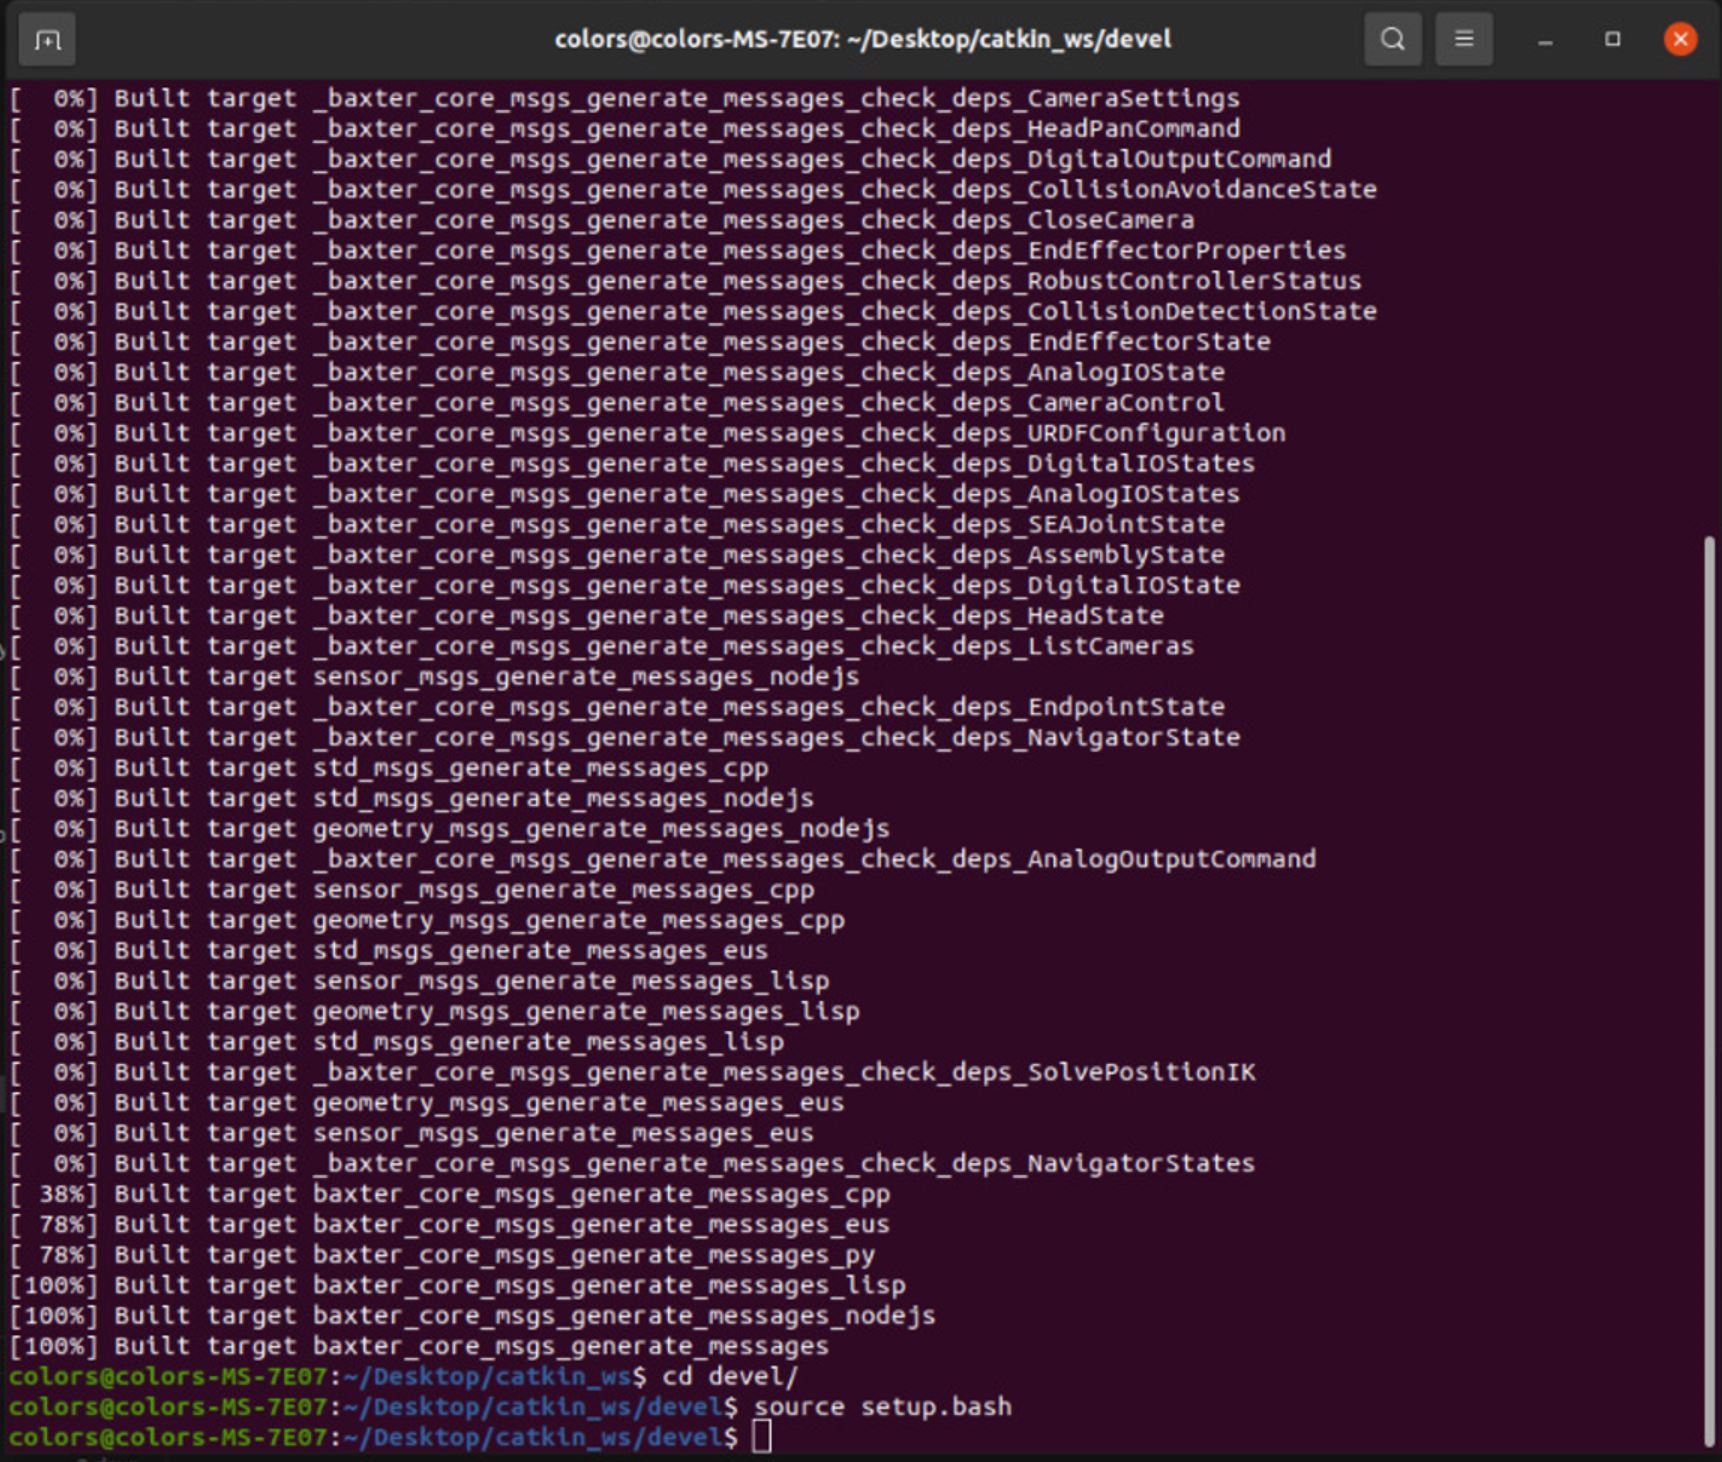 colors@colors-MS-7E07: ~/Desktop/catkin_ws/devel
[  0%] Built target _baxter_core_msgs_generate_messages_check_deps_CameraSettings
[  0%] Built target _baxter_core_msgs_generate_messages_check_deps_HeadPanCommand
[  0%] Built target _baxter_core_msgs_generate_messages_check_deps_DigitalOutputCommand
[  0%] Built target _baxter_core_msgs_generate_messages_check_deps_CollisionAvoidanceState
[  0%] Built target _baxter_core_msgs_generate_messages_check_deps_CloseCamera
[  0%] Built target _baxter_core_msgs_generate_messages_check_deps_EndEffectorProperties
[  0%] Built target _baxter_core_msgs_generate_messages_check_deps_RobustControllerStatus
[  0%] Built target _baxter_core_msgs_generate_messages_check_deps_CollisionDetectionState
[  0%] Built target _baxter_core_msgs_generate_messages_check_deps_EndEffectorState
[  0%] Built target _baxter_core_msgs_generate_messages_check_deps_AnalogIOState
[  0%] Built target _baxter_core_msgs_generate_messages_check_deps_CameraControl
[  0%] Built target _baxter_core_msgs_generate_messages_check_deps_URDFConfiguration
[  0%] Built target _baxter_core_msgs_generate_messages_check_deps_DigitalIOStates
[  0%] Built target _baxter_core_msgs_generate_messages_check_deps_AnalogIOStates
[  0%] Built target _baxter_core_msgs_generate_messages_check_deps_SEAJointState
[  0%] Built target _baxter_core_msgs_generate_messages_check_deps_AssemblyState
[  0%] Built target _baxter_core_msgs_generate_messages_check_deps_DigitalIOState
[  0%] Built target _baxter_core_msgs_generate_messages_check_deps_HeadState
[  0%] Built target _baxter_core_msgs_generate_messages_check_deps_ListCameras
[  0%] Built target sensor_msgs_generate_messages_nodejs
[  0%] Built target _baxter_core_msgs_generate_messages_check_deps_EndpointState
[  0%] Built target _baxter_core_msgs_generate_messages_check_deps_NavigatorState
[  0%] Built target std_msgs_generate_messages_cpp
[  0%] Built target std_msgs_generate_messages_nodejs
[  0%] Built target geometry_msgs_generate_messages_nodejs
[  0%] Built target _baxter_core_msgs_generate_messages_check_deps_AnalogOutputCommand
[  0%] Built target sensor_msgs_generate_messages_cpp
[  0%] Built target geometry_msgs_generate_messages_cpp
[  0%] Built target std_msgs_generate_messages_eus
[  0%] Built target sensor_msgs_generate_messages_lisp
[  0%] Built target geometry_msgs_generate_messages_lisp
[  0%] Built target std_msgs_generate_messages_lisp
[  0%] Built target _baxter_core_msgs_generate_messages_check_deps_SolvePositionIK
[  0%] Built target geometry_msgs_generate_messages_eus
[  0%] Built target sensor_msgs_generate_messages_eus
[  0%] Built target _baxter_core_msgs_generate_messages_check_deps_NavigatorStates
[ 38%] Built target baxter_core_msgs_generate_messages_cpp
[ 78%] Built target baxter_core_msgs_generate_messages_eus
[ 78%] Built target baxter_core_msgs_generate_messages_py
[100%] Built target baxter_core_msgs_generate_messages_lisp
[100%] Built target baxter_core_msgs_generate_messages_nodejs
[100%] Built target baxter_core_msgs_generate_messages
colors@colors-MS-7E07:~/Desktop/catkin_ws$ cd devel/
colors@colors-MS-7E07:~/Desktop/catkin_ws/devel$ source setup.bash
colors@colors-MS-7E07:~/Desktop/catkin_ws/devel$